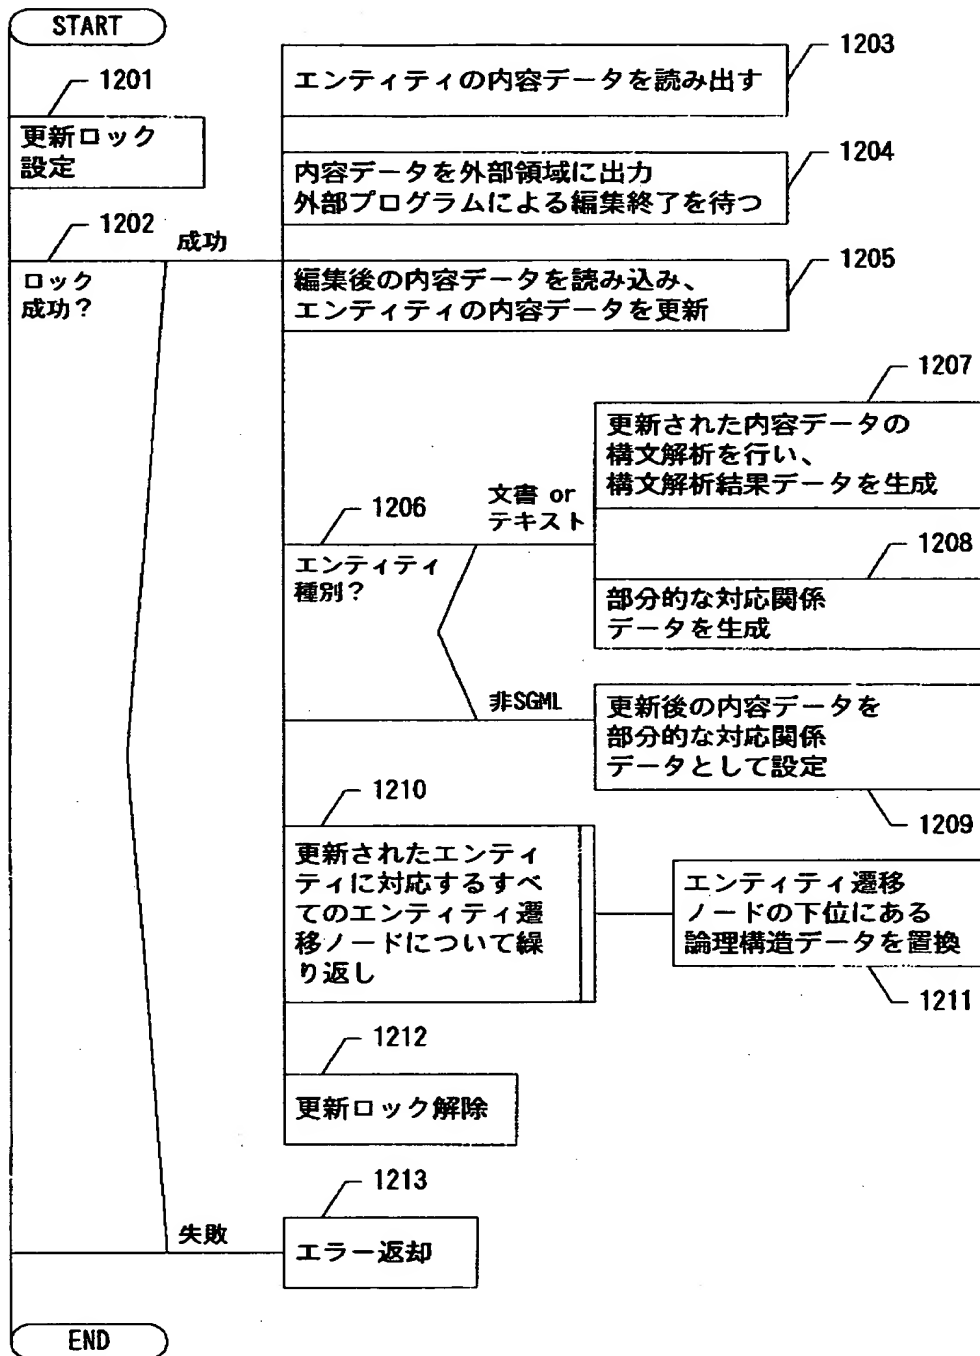 START
1201
更新ロック
設定
1202
ロック
成功?
成功
1203
エンティティの内容データを読み出す
1204
内容データを外部領域に出力
外部プログラムによる編集終了を待つ
1205
編集後の内容データを読み込み、
エンティティの内容データを更新
1206
エンティティ
種別?
文書 or
テキスト
1207
更新された内容データの
構文解析を行い、
構文解析結果データを生成
1208
部分的な対応関係
データを生成
非SGML
更新後の内容データを
部分的な対応関係
データとして設定
1209
1210
更新されたエンティ
ティに対応するすべ
てのエンティティ遷
移ノードについて繰
り返し
エンティティ遷移
ノードの下位にある
論理構造データを置換
1211
1212
更新ロック解除
1213
失敗
エラー返却
END